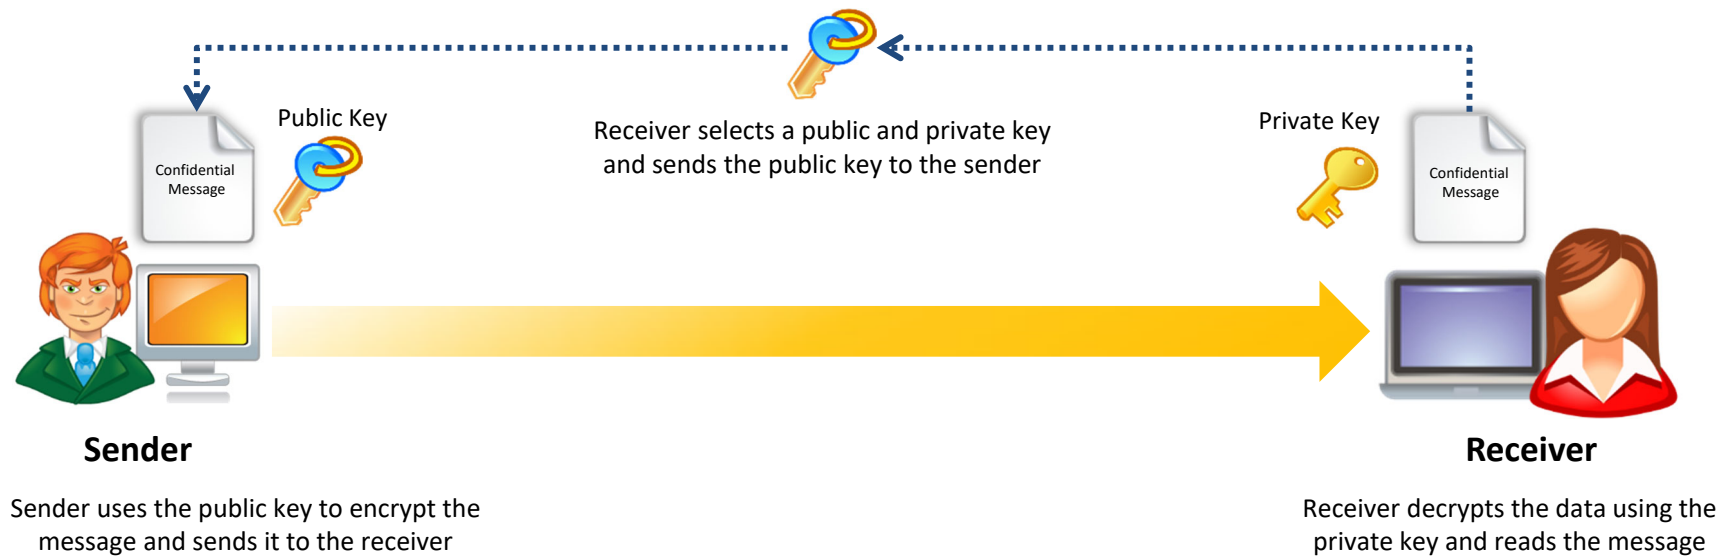 Public Key
Confidential
Message
Receiver selects a public and private key
and sends the public key to the sender
Private Key
Confidential
Message
Sender
Sender uses the public key to encrypt the
message and sends it to the receiver
Receiver
Receiver decrypts the data using the
private key and reads the message